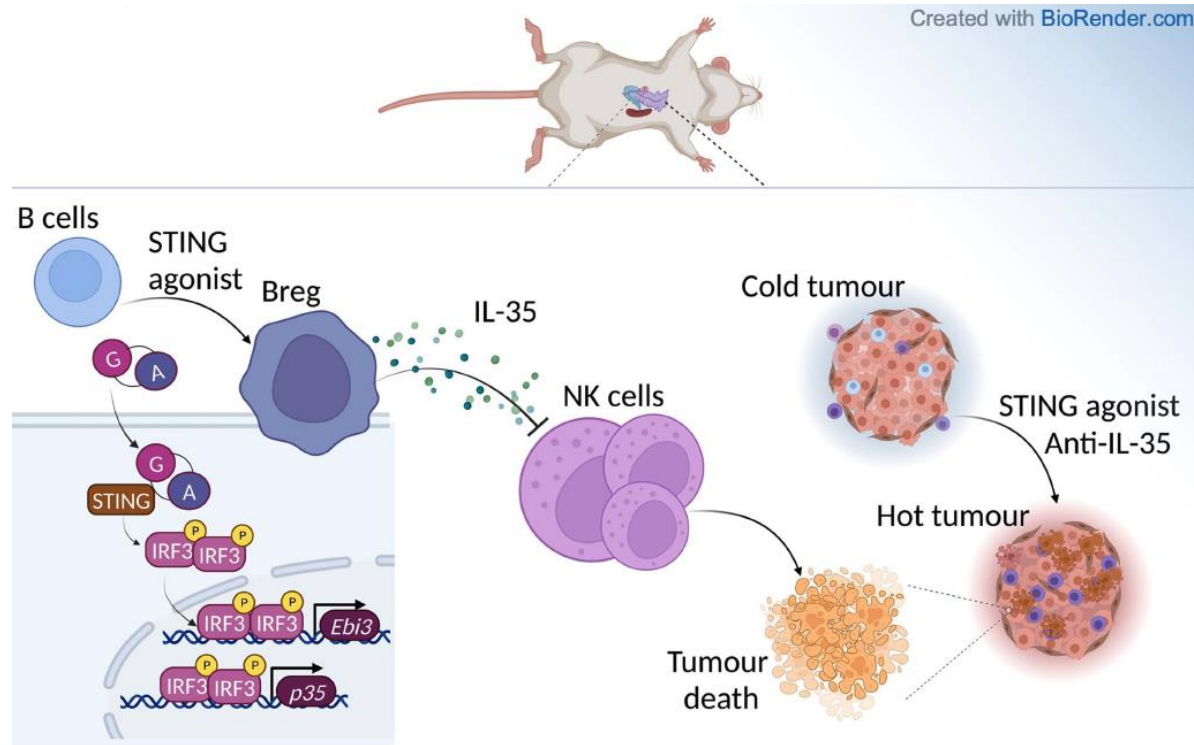 Created with BioRender.com
B cells
STING
agonist
Breg
IL-35
NK cells
Cold tumour
STING agonist
Anti-IL-35
Hot tumour
Tumour
death
G
A
G
A
STING
P
P
IRF3
IRF3
P
P
IRF3
IRF3
Ebi3
P
P
IRF3
IRF3
p35